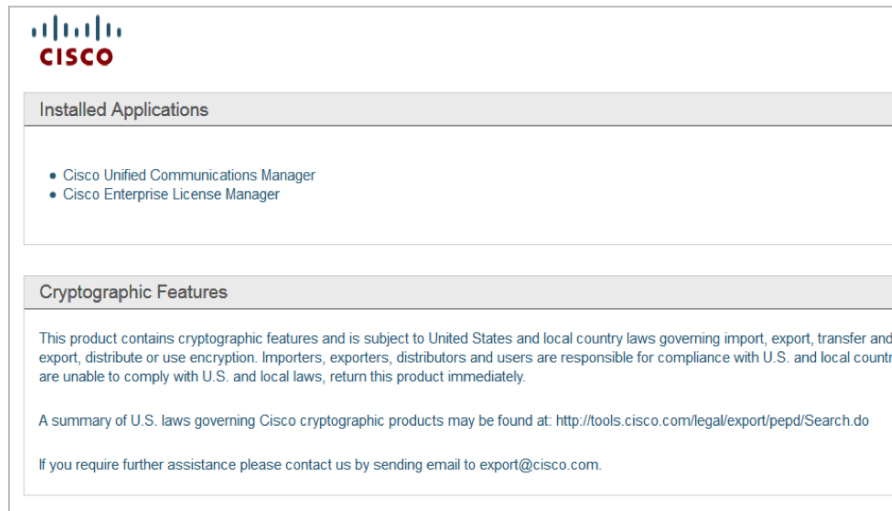 CISCO
Installed Applications
Cisco Unified Communications Manager
Cisco Enterprise License Manager
Cryptographic Features
This product contains cryptographic features and is subject to United States and local country laws governing import, export, transfer and
export, distribute or use encryption. Importers, exporters, distributors and users are responsible for compliance with U.S. and local countr
are unable to comply with U.S. and local laws, return this product immediately.
A summary of U.S. laws governing Cisco cryptographic products may be found at: http://tools.cisco.com/legal/export/pepd/Search.do
If you require further assistance please contact us by sending email to export@cisco.com.